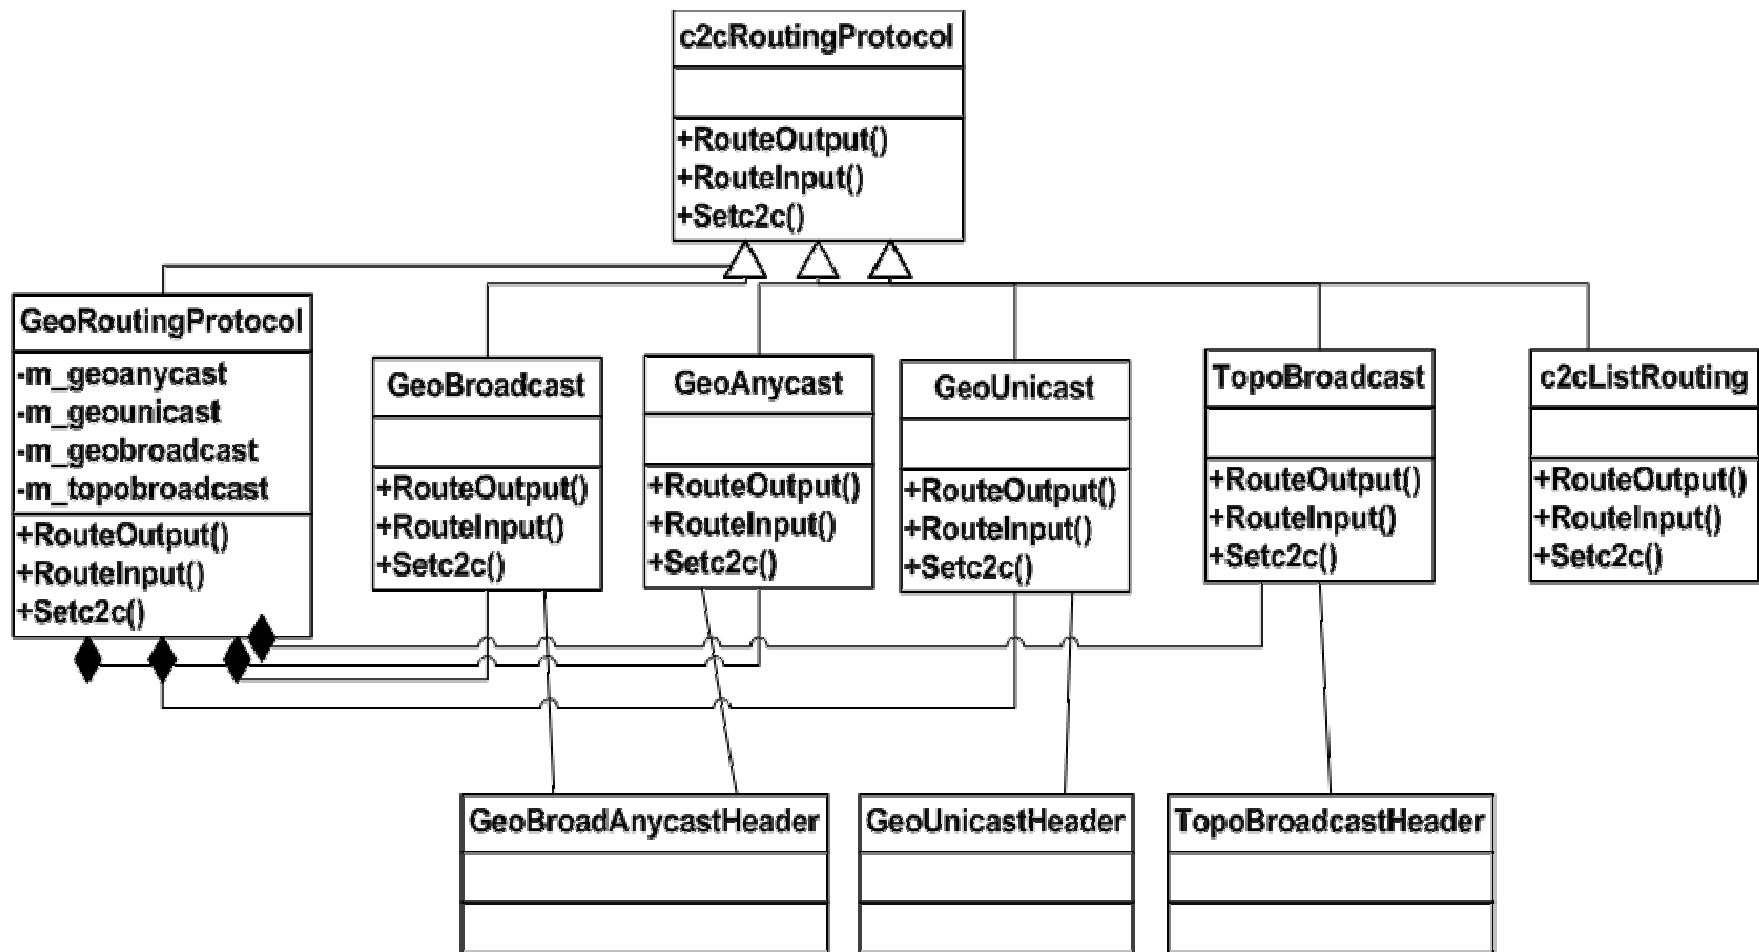 c2cRoutingProtocol
+RouteOutput()
+RouteInput()
+Setc2c()
GeoRoutingProtocol
-m_geoanycast
-m_geounicast
-m_geobroadcast
-m_topobroadcast
+RouteOutput()
+RouteInput()
+Setc2c()
GeoBroadcast
+RouteOutput()
+RouteInput()
+Setc2c()
GeoAnycast
+RouteOutput()
+RouteInput()
+Setc2c()
GeoUnicast
+RouteOutput()
+RouteInput()
+Setc2c()
TopoBroadcast
+RouteOutput()
+RouteInput()
+Setc2c()
c2cListRouting
+RouteOutput()
+RouteInput()
+Setc2c()
GeoBroadAnycastHeader
GeoUnicastHeader
TopoBroadcastHeader